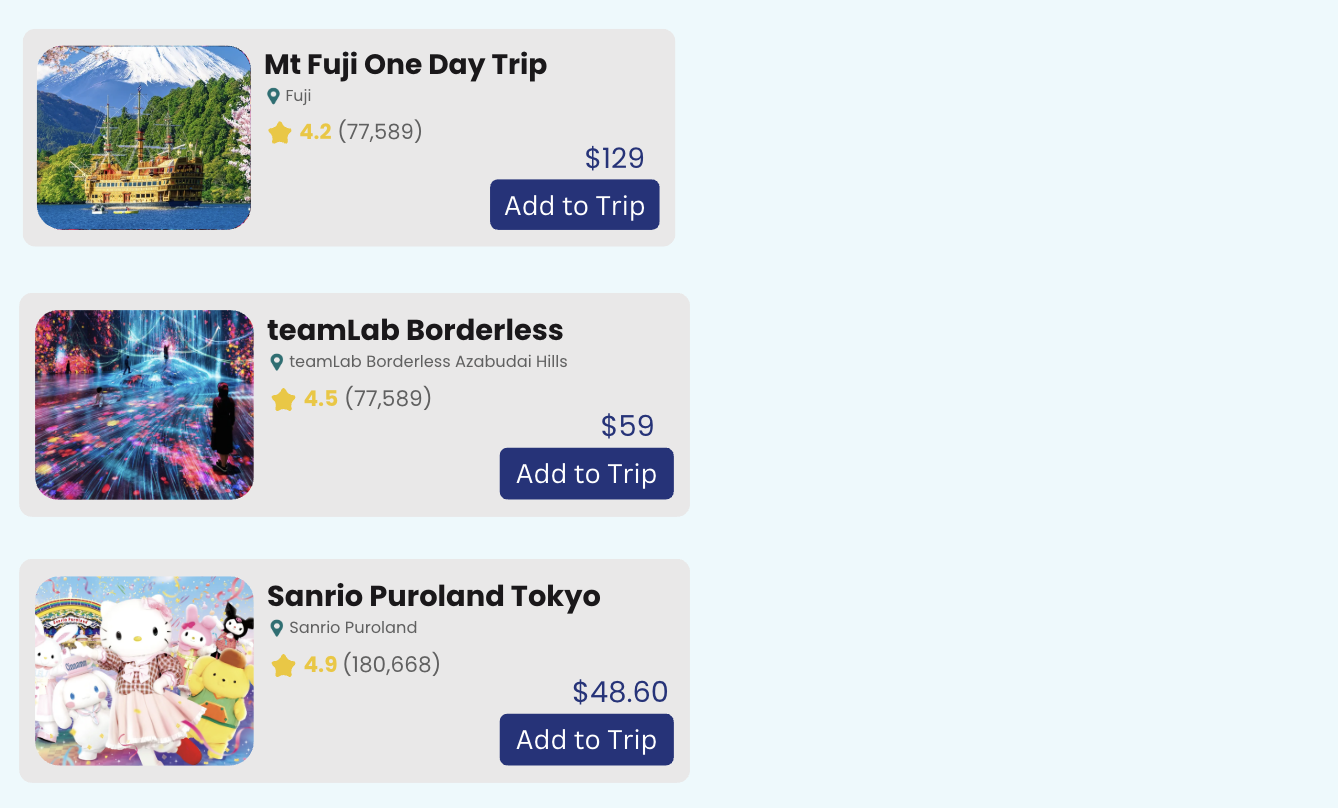 Mt Fuji One Day Trip
Fuji
4.2 (77,589)
$129
Add to Trip
teamLab Borderless
teamLab Borderless Azabudai Hills
4.5 (77,589)
$59
Add to Trip
Sanrio Puroland Tokyo
Sanrio Puroland
4.9 (180,668)
$48.60
Add to Trip